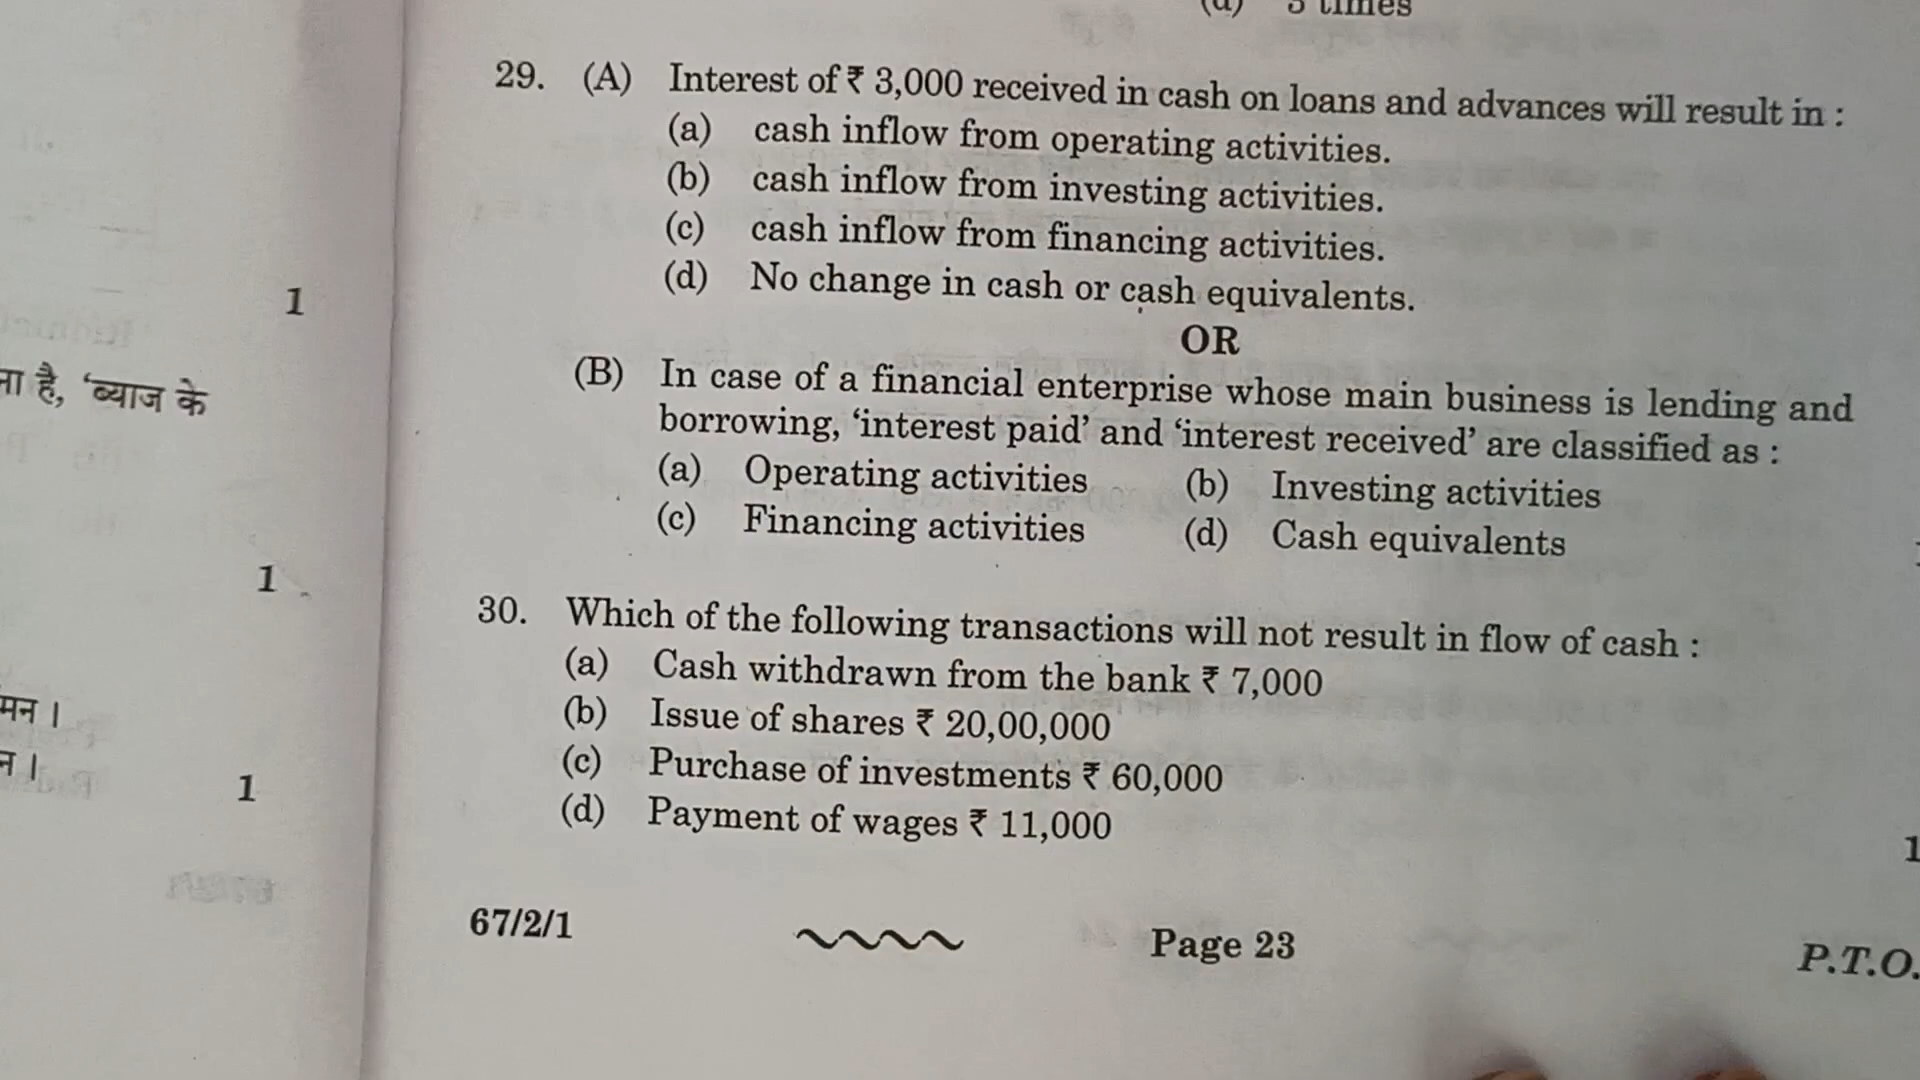 (d) 3 times
29. (A) Interest of ₹ 3,000 received in cash on loans and advances will result in :
(a) cash inflow from operating activities.
(b) cash inflow from investing activities.
(c) cash inflow from financing activities.
(d) No change in cash or cash equivalents.
1
OR
(B) In case of a financial enterprise whose main business is lending and
है, ‘ब्याज के
borrowing, ‘interest paid’ and ‘interest received’ are classified as :
(a) Operating activities (b) Investing activities
(c) Financing activities (d) Cash equivalents
1
30. Which of the following transactions will not result in flow of cash :
(a) Cash withdrawn from the bank ₹ 7,000
(b) Issue of shares ₹ 20,00,000
(c) Purchase of investments ₹ 60,000
1
(d) Payment of wages ₹ 11,000
1
67/2/1 Page 23 P.T.O.